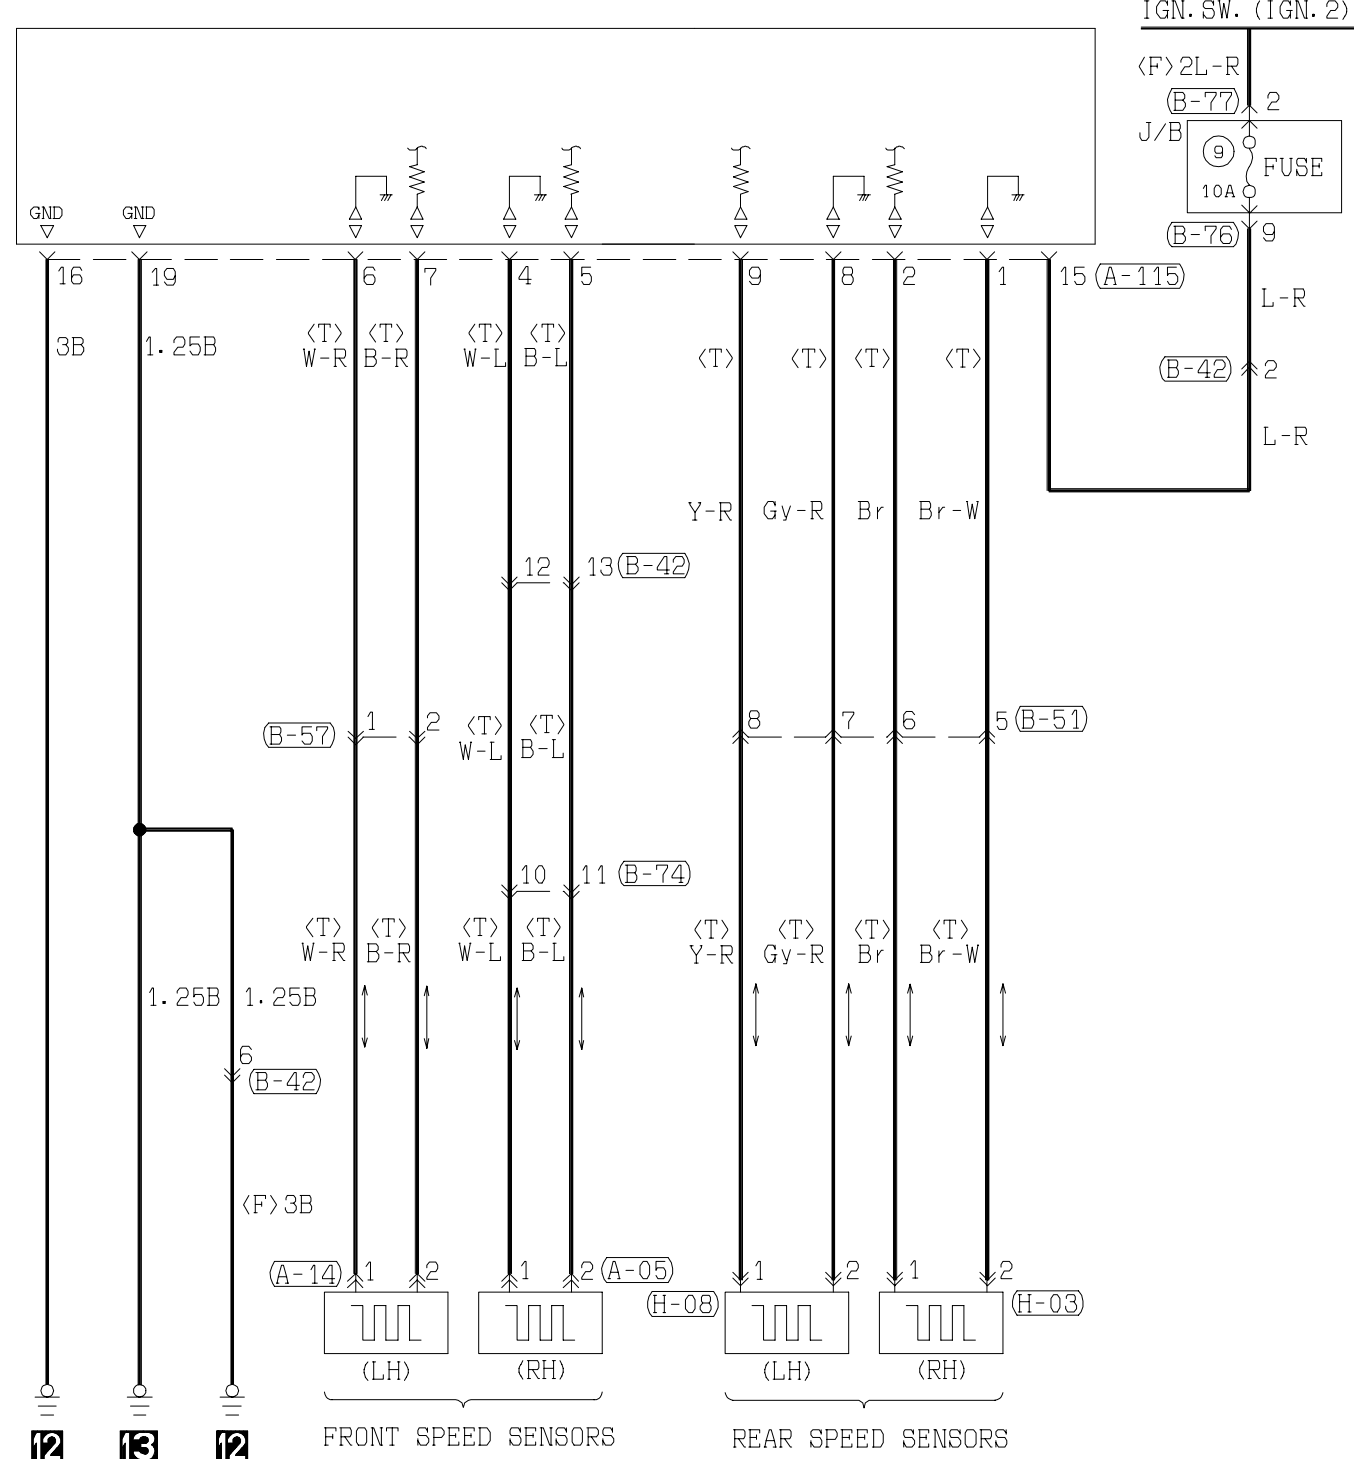 IGN.SW. (IGN.2)
<F>2L-R
(B-77) 2
J/B
9 FUSE
10A
GND GND
(B-76) 9
16 19 6 7 4 5 9 8 2 1 15 (A-115)
L-R
<T> <T> <T> <T>
3B 1.25B W-R B-R W-L B-L <T> <T> <T> <T>
(B-42) 2
L-R
Y-R Gy-R Br Br-W
12 13 (B-42)
(B-57) 1 2 8 7 6 5 (B-51)
<T> <T>
W-L B-L
10 11 (B-74)
<T> <T> <T> <T> <T> <T> <T> <T>
W-R B-R W-L B-L Y-R Gy-R Br Br-W
1.25B 1.25B
6
(B-42)
<F>3B
(A-14) 1 2 1 2 (A-05) 1 2 1 2
(H-08) (H-03)
(LH) (RH) (LH) (RH)
12 13 12 FRONT SPEED SENSORS REAR SPEED SENSORS